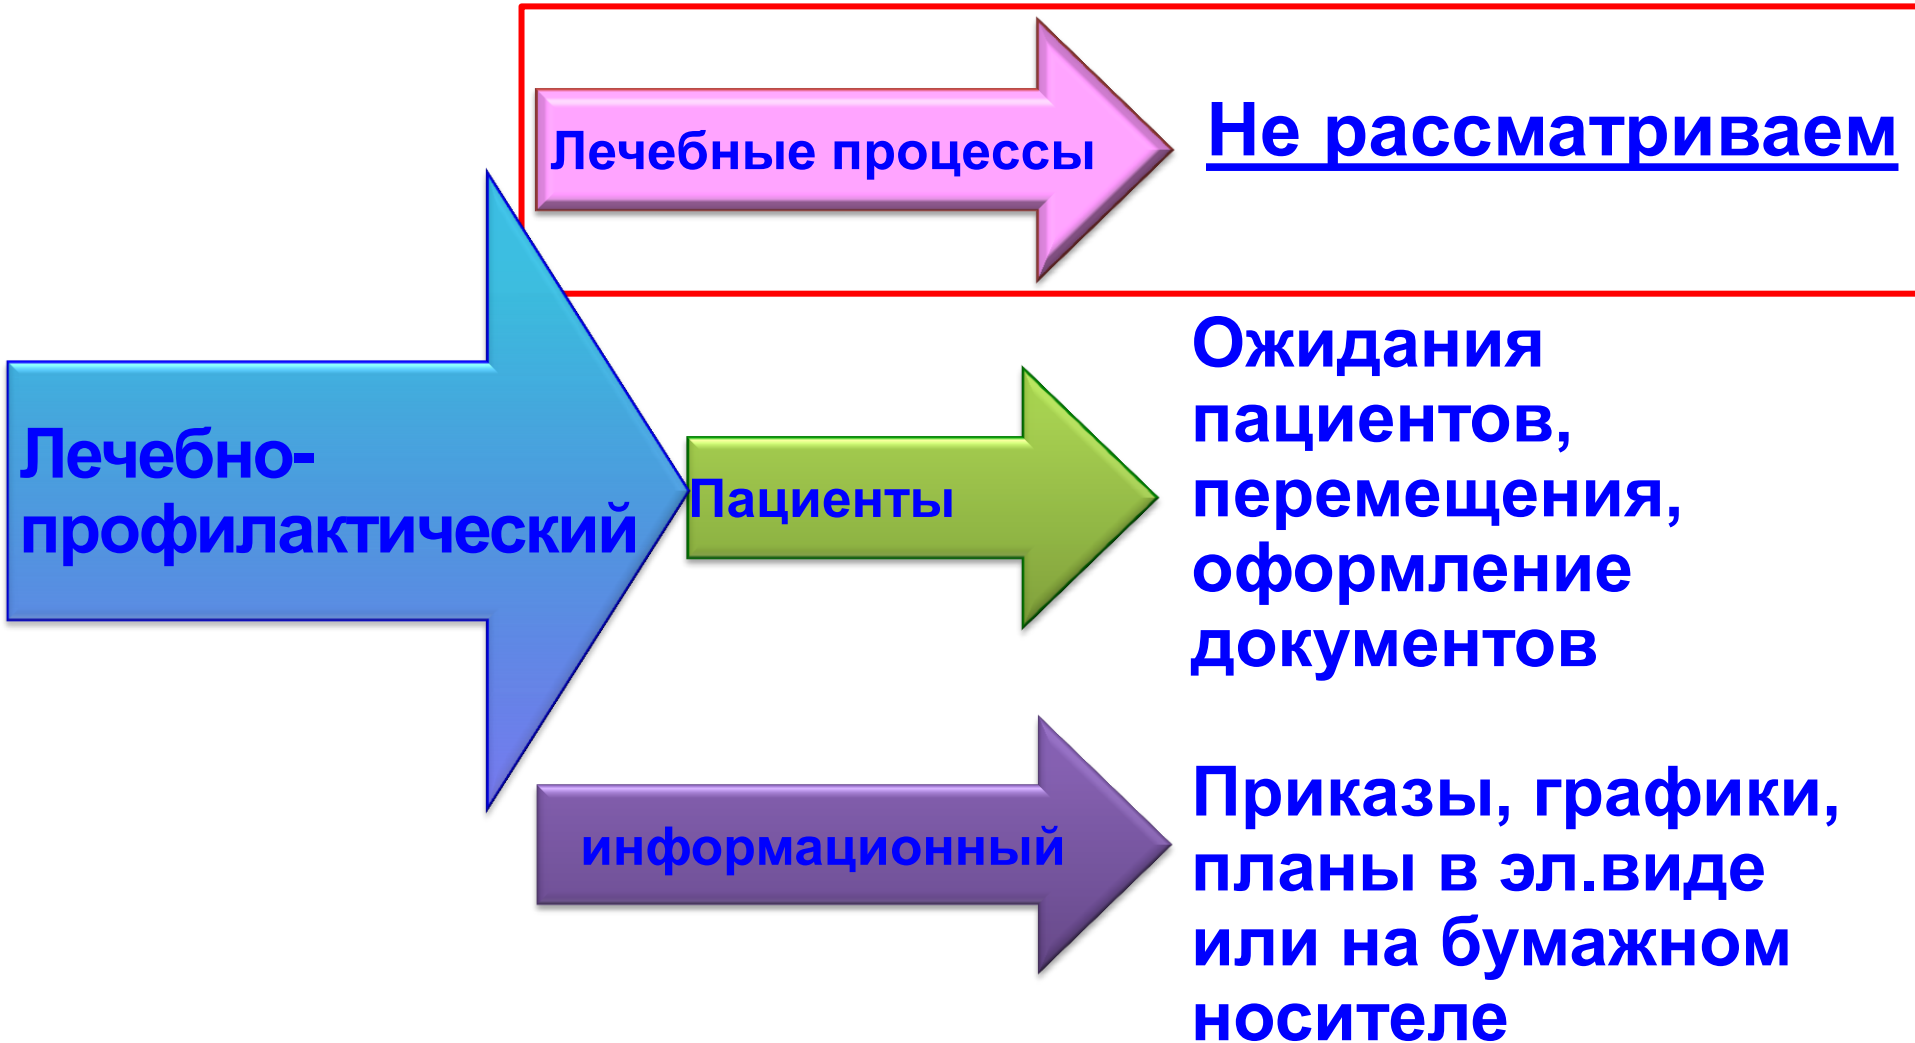 Лечебные процессы
Не рассматриваем
Лечебно-
профилактический
Пациенты
Ожидания
пациентов,
перемещения,
оформление
документов
информационный
Приказы, графики,
планы в эл.виде
или на бумажном
носителе